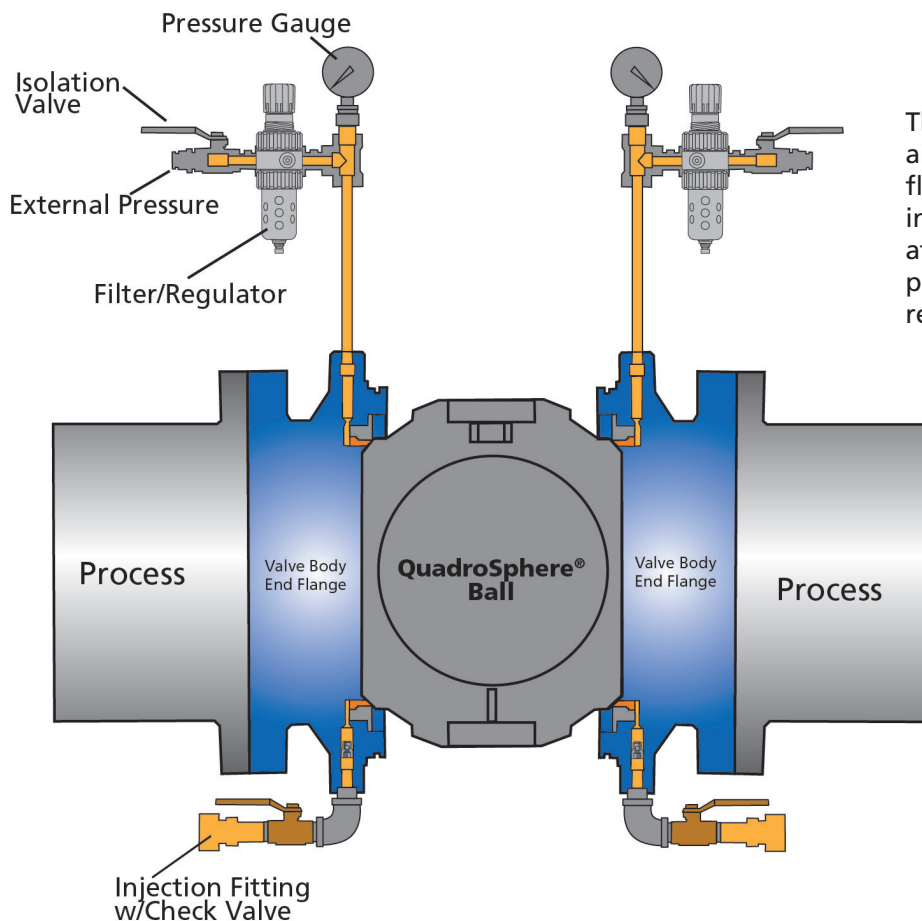 Pressure Gauge
Isolation
Valve
External Pressure
Filter/Regulator
Process
Valve Body
End Flange
QuadroSphere®
Ball
Valve Body
End Flange
Process
Injection Fitting
w/Check Valve